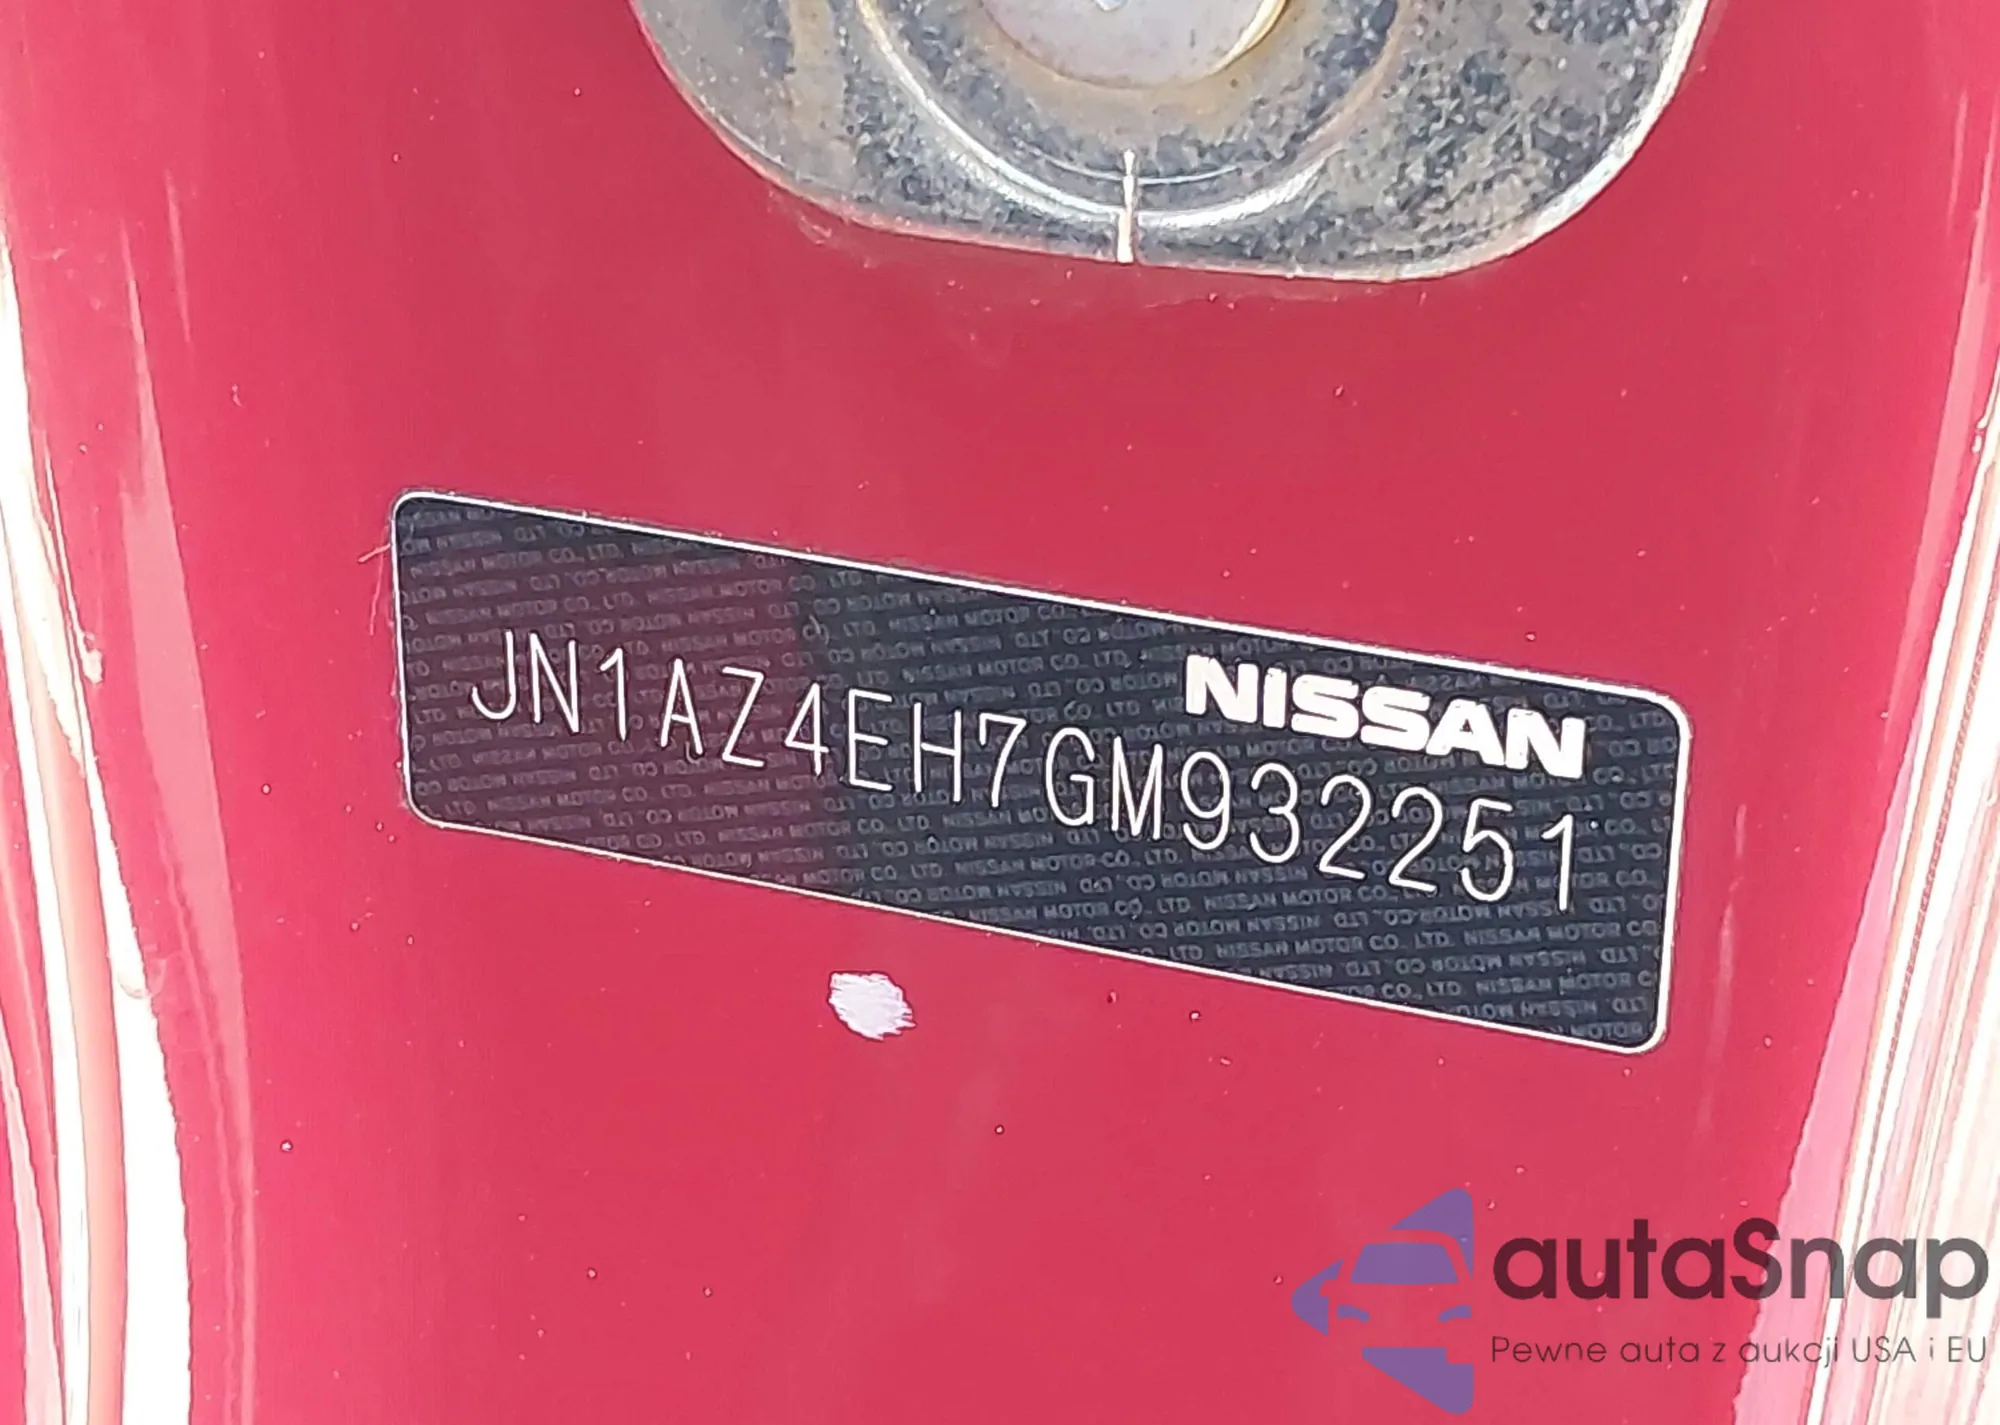 NISSAN
JN1AZ4EH7GM932251
autaSnap
Pewne auta z aukcji USA i EU